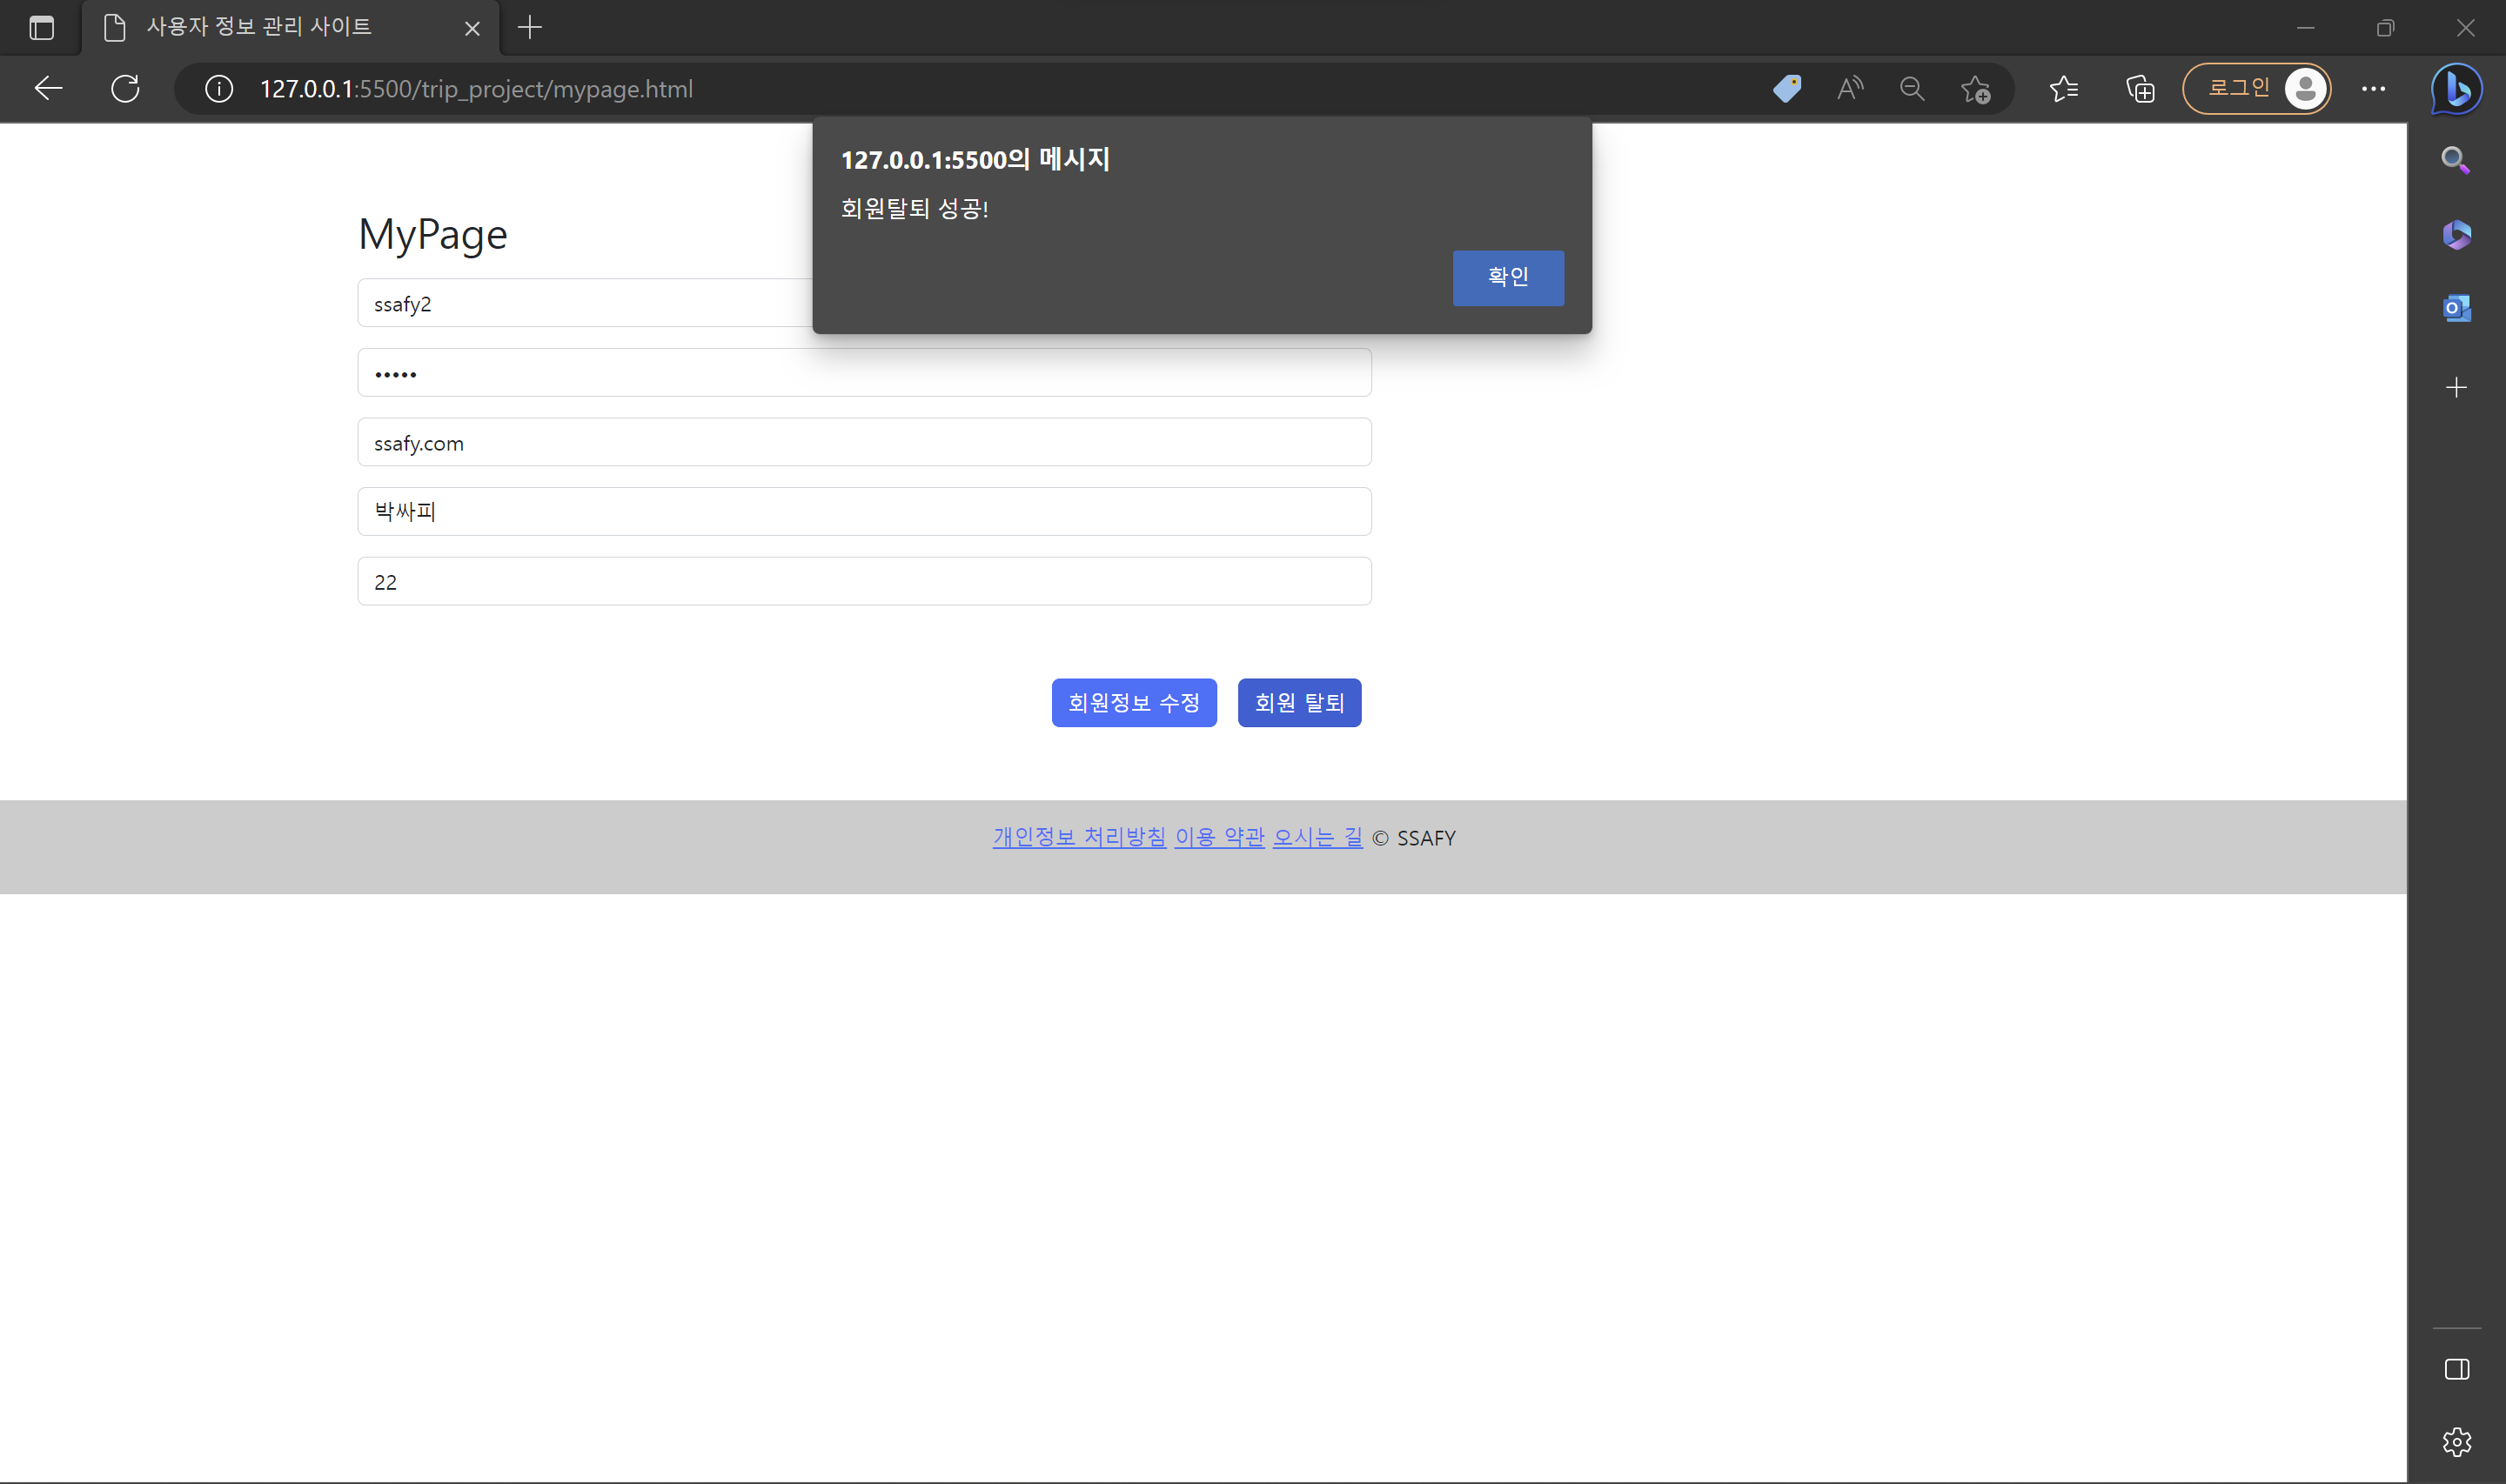 사용자 정보 관리 사이트
127.0.0.1:5500/trip_project/mypage.html
로그인
127.0.0.1:5500의 메시지
회원탈퇴 성공!
확인
MyPage
ssafy2
•••••
ssafy.com
박싸피
22
회원정보 수정 회원 탈퇴
개인정보 처리방침 이용 약관 오시는 길 © SSAFY